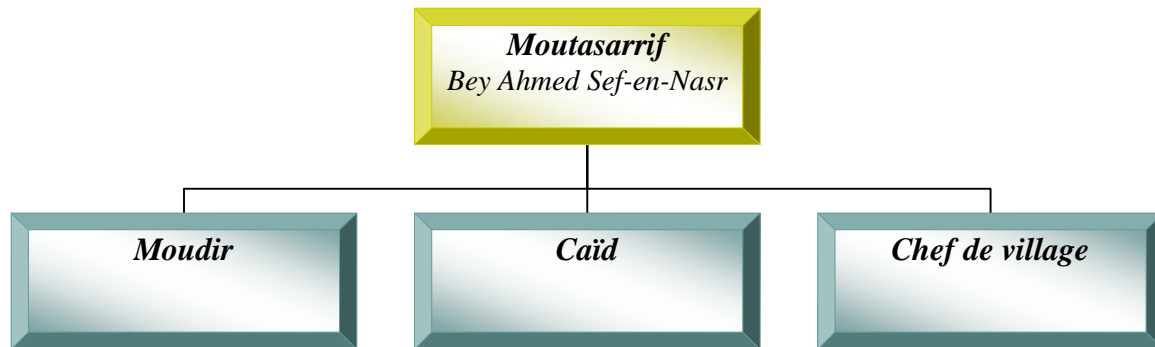 Moutasarrif
Bey Ahmed Sef-en-Nasr
Moudir
Caïd
Chef de village